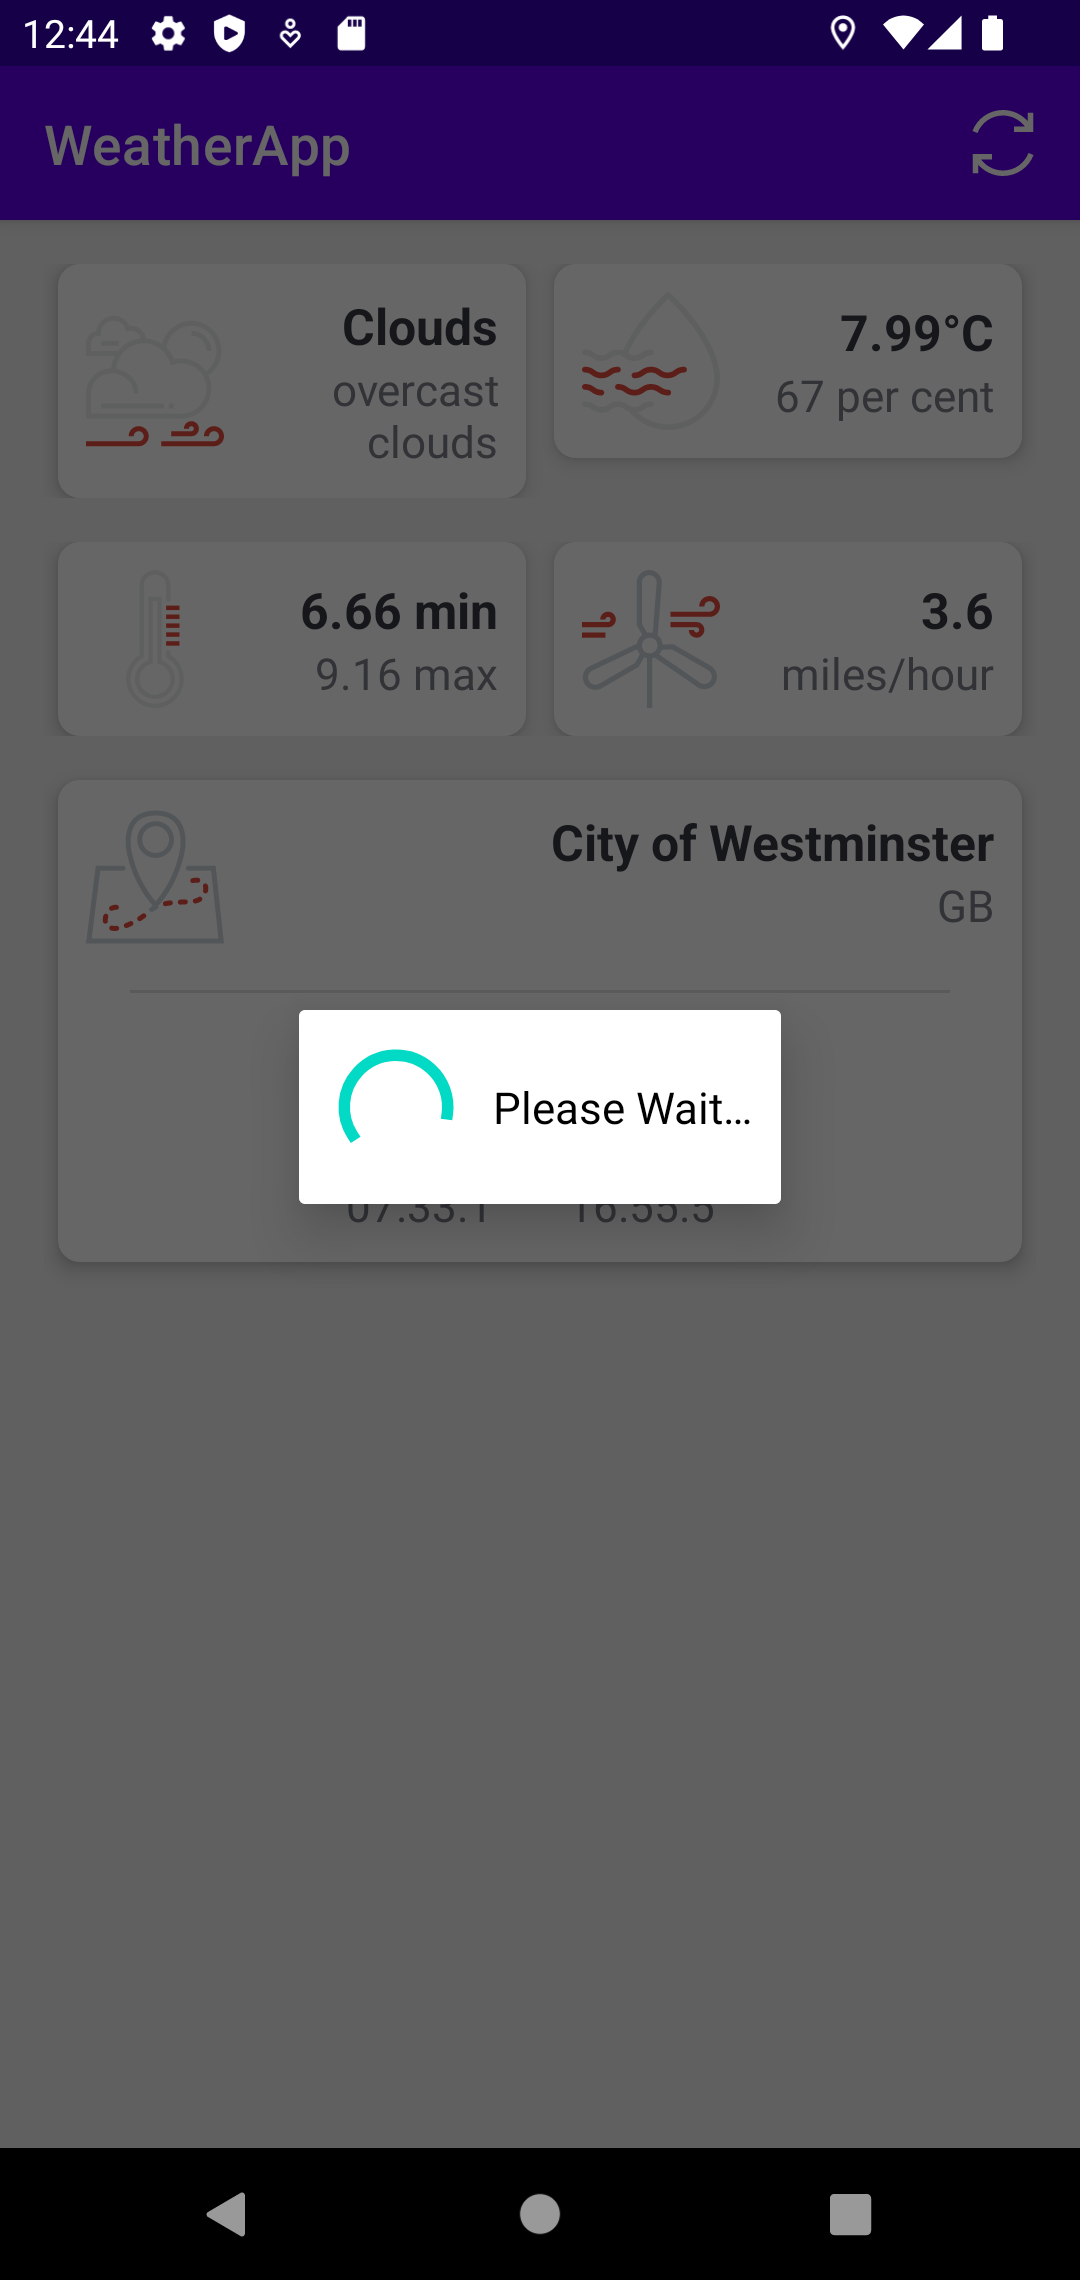 12:44
WeatherApp
Clouds
overcast
clouds
7.99°C
67 per cent
6.66 min
9.16 max
3.6
miles/hour
City of Westminster
GB
Please Wait...
07.33.1
16.55.5